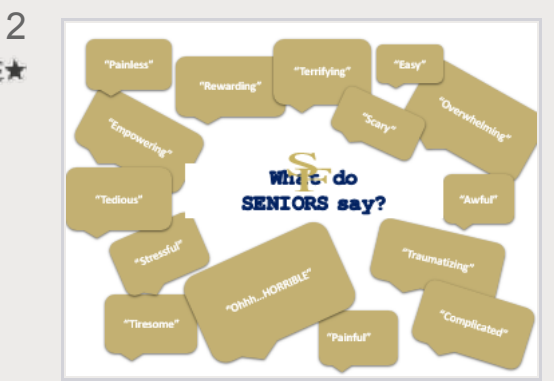 2
"Painless"
"Rewarding"
"Terrifying"
"Easy"
"Overwhelming"
"Scary"
"Empowering"
SF
What do
SENIORS say?
"Tedious"
"Awful"
"Stressful"
"Traumatizing"
"Ohhh...HORRIBLE"
"Tiresome"
"Painful"
"Complicated"